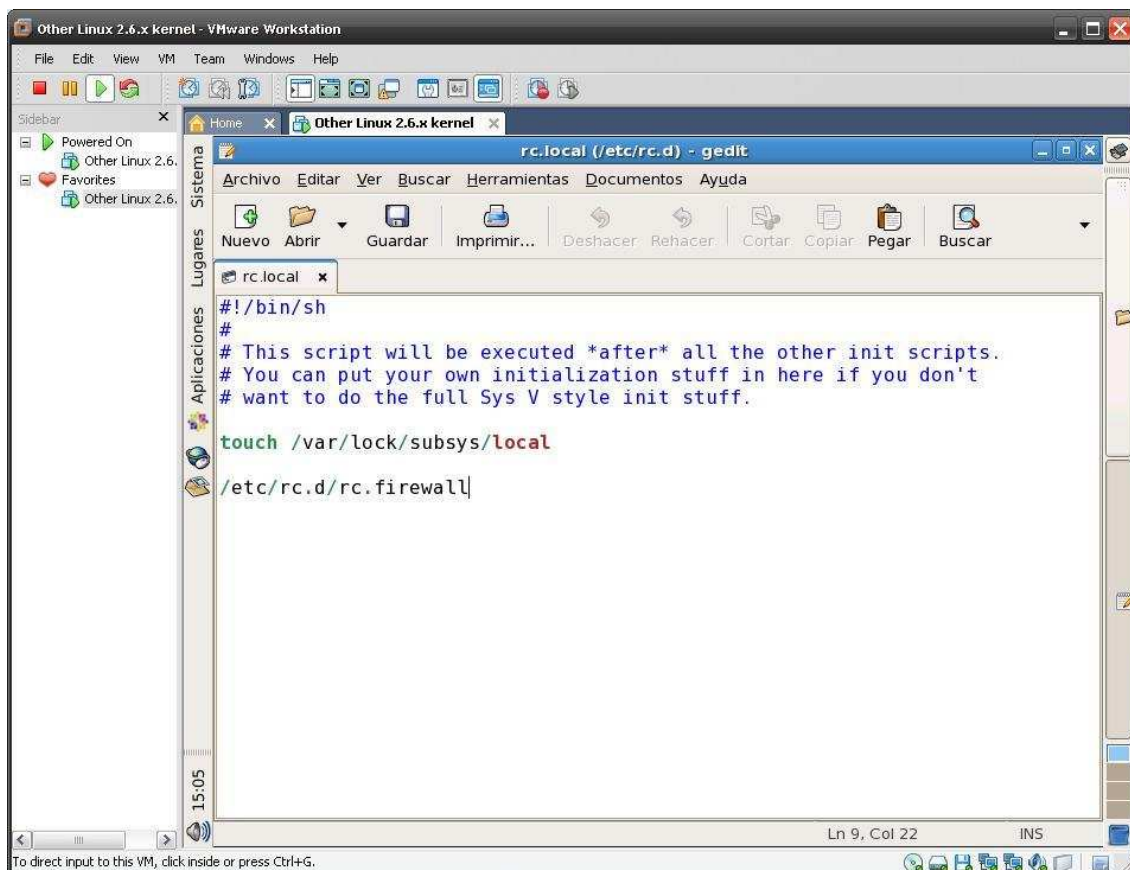 Other Linux 2.6.x kernel - VMware Workstation
File Edit View VM Team Windows Help
Sidebar x
Home x Other Linux 2.6.x kernel x
Powered On
Other Linux 2.6.
Favorites
Other Linux 2.6.
Sistema
Lugares
Aplicaciones
15:05
rc.local (/etc/rc.d) - gedit
Archivo Editar Ver Buscar Herramientas Documentos Ayuda
Nuevo Abrir Guardar Imprimir... Deshacer Rehacer Cortar Copiar Pegar Buscar
rc.local x
#!/bin/sh
#
# This script will be executed *after* all the other init scripts.
# You can put your own initialization stuff in here if you don't
# want to do the full Sys V style init stuff.
touch /var/lock/subsys/local
/etc/rc.d/rc.firewall
Ln 9, Col 22 INS
To direct input to this VM, click inside or press Ctrl+G.